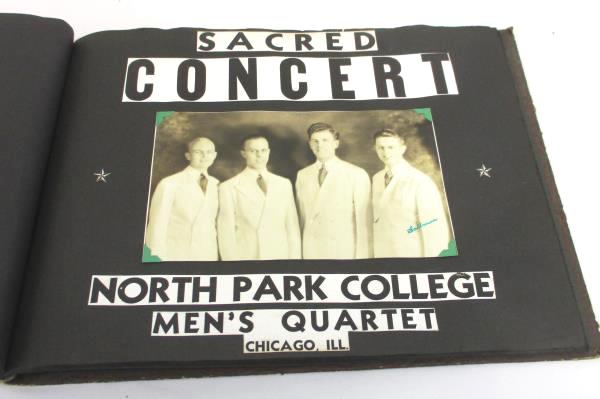 SACRED
CONCERT
NORTH PARK COLLEGE
MEN'S QUARTET
CHICAGO, ILL.